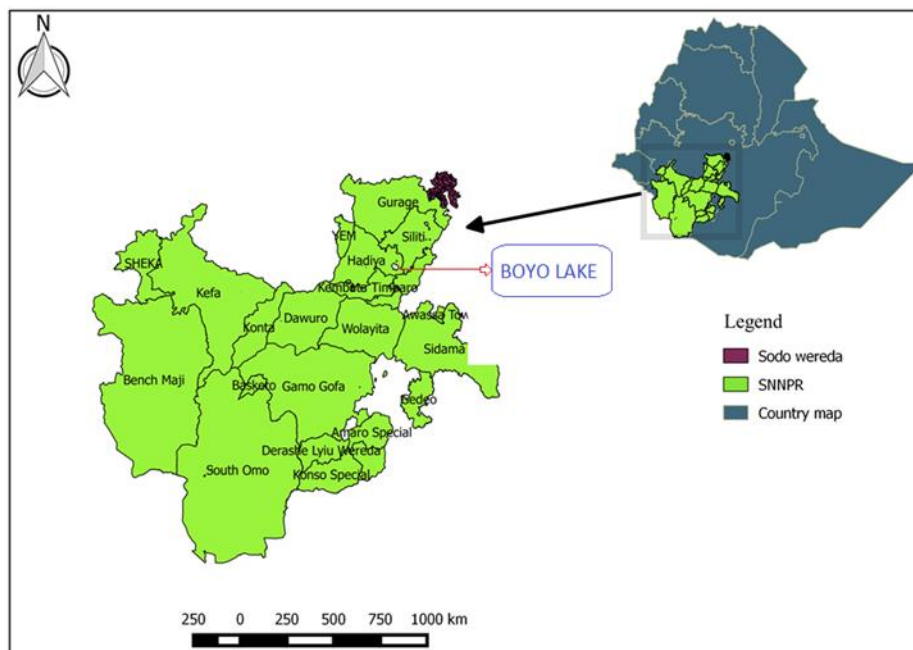 N
Gurage
YEM
Siliti
Hadiya
BOYO LAKE
SHEKA
Kefa
Kembata Timbaro
Konta
Dawuro
Wolayita
Awassa Tow
Sidama
Bench Maji
Basketo
Gamo Gofa
Gedeo
Amaro Special
Derashe Lyiu Wereda
South Omo
Konso Special
Legend
Sodo wereda
SNNPR
Country map
250 0 250 500 750 1000 km